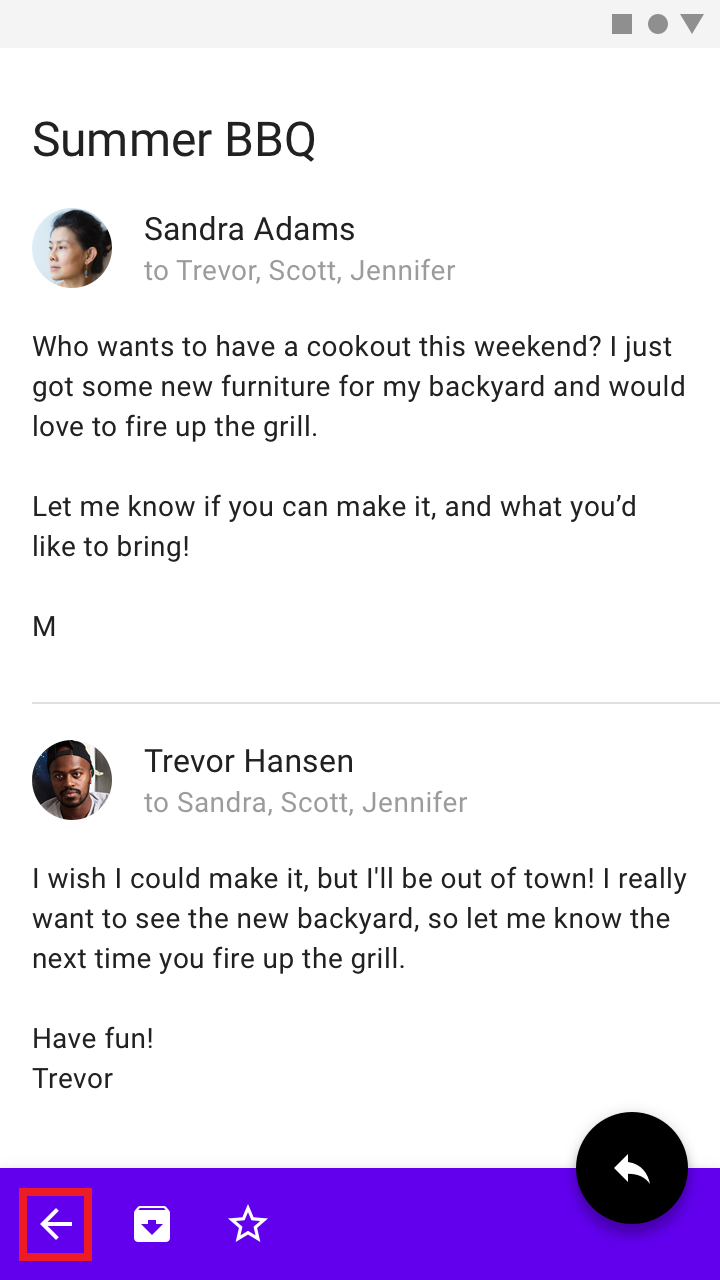 Summer BBQ
Sandra Adams
to Trevor, Scott, Jennifer
Who wants to have a cookout this weekend? I just
got some new furniture for my backyard and would
love to fire up the grill.
Let me know if you can make it, and what you’d
like to bring!
M
Trevor Hansen
to Sandra, Scott, Jennifer
I wish I could make it, but I'll be out of town! I really
want to see the new backyard, so let me know the
next time you fire up the grill.
Have fun!
Trevor